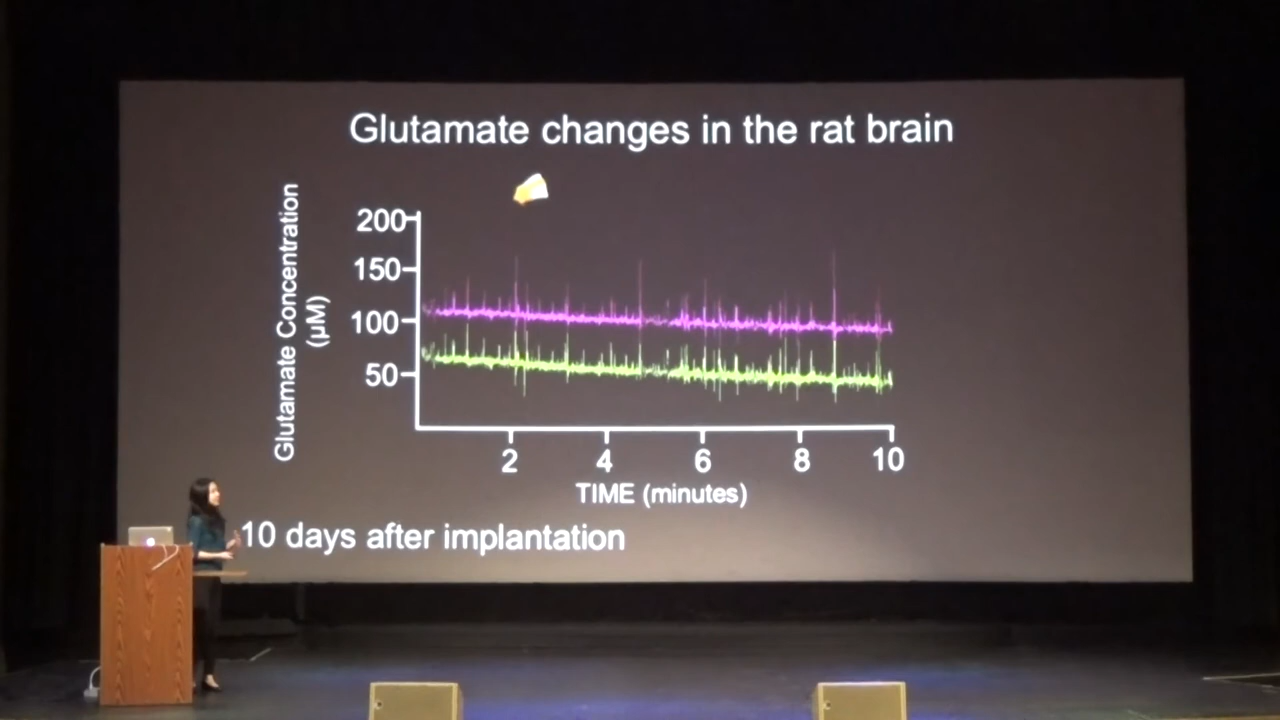 Glutamate changes in the rat brain
Glutamate Concentration
(µM)
200
150
100
50
2 4 6 8 10
TIME (minutes)
10 days after implantation